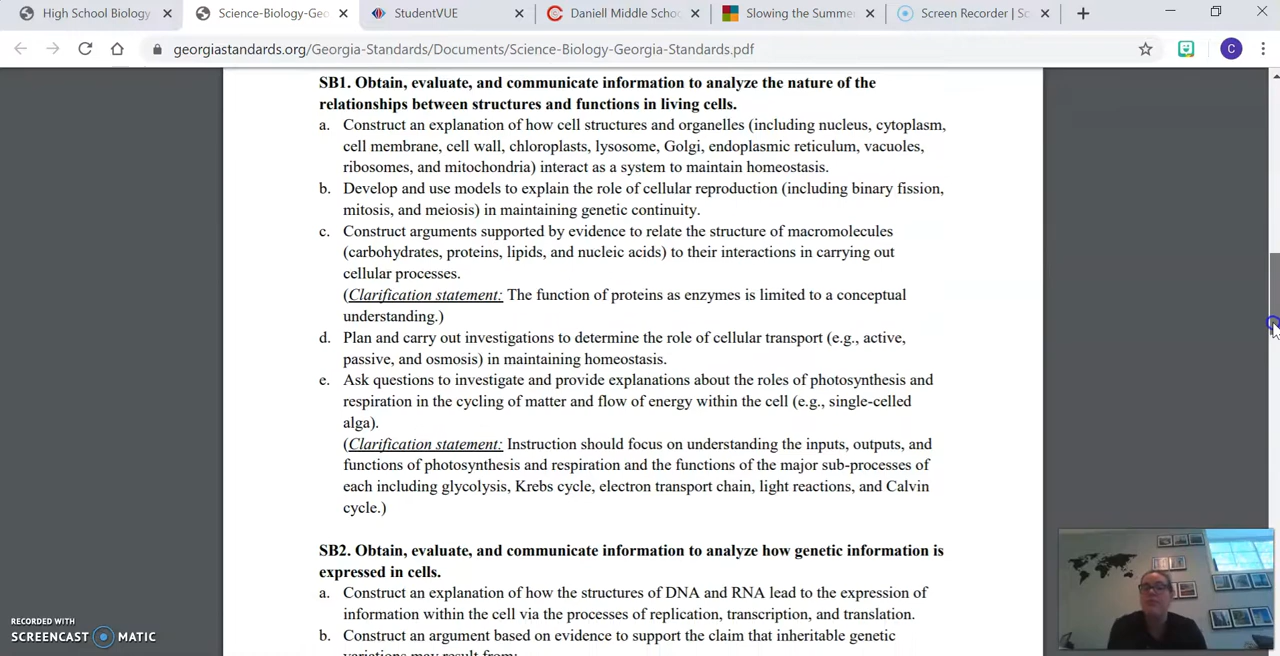 High School Biology
Science-Biology-Geo
StudentVUE
Daniell Middle Schoo
Slowing the Summer
Screen Recorder | Sc
georgiastandards.org/Georgia-Standards/Documents/Science-Biology-Georgia-Standards.pdf
C
SB1. Obtain, evaluate, and communicate information to analyze the nature of the
relationships between structures and functions in living cells.
a. Construct an explanation of how cell structures and organelles (including nucleus, cytoplasm,
cell membrane, cell wall, chloroplasts, lysosome, Golgi, endoplasmic reticulum, vacuoles,
ribosomes, and mitochondria) interact as a system to maintain homeostasis.
b. Develop and use models to explain the role of cellular reproduction (including binary fission,
mitosis, and meiosis) in maintaining genetic continuity.
c. Construct arguments supported by evidence to relate the structure of macromolecules
(carbohydrates, proteins, lipids, and nucleic acids) to their interactions in carrying out
cellular processes.
(Clarification statement: The function of proteins as enzymes is limited to a conceptual
understanding.)
d. Plan and carry out investigations to determine the role of cellular transport (e.g., active,
passive, and osmosis) in maintaining homeostasis.
e. Ask questions to investigate and provide explanations about the roles of photosynthesis and
respiration in the cycling of matter and flow of energy within the cell (e.g., single-celled
alga).
(Clarification statement: Instruction should focus on understanding the inputs, outputs, and
functions of photosynthesis and respiration and the functions of the major sub-processes of
each including glycolysis, Krebs cycle, electron transport chain, light reactions, and Calvin
cycle.)
SB2. Obtain, evaluate, and communicate information to analyze how genetic information is
expressed in cells.
a. Construct an explanation of how the structures of DNA and RNA lead to the expression of
information within the cell via the processes of replication, transcription, and translation.
b. Construct an argument based on evidence to support the claim that inheritable genetic
variations may result from:
RECORDED WITH
SCREENCAST MATIC